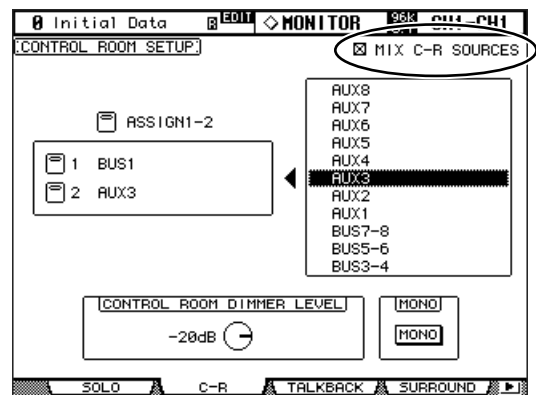 0 Initial Data EDIT MONITOR 96k CH1-CH1
CONTROL ROOM SETUP
MIX C-R SOURCES
ASSIGN1-2
1 BUS1
2 AUX3
AUX8
AUX7
AUX6
AUX5
AUX4
AUX3
AUX2
AUX1
BUS7-8
BUS5-6
BUS3-4
CONTROL ROOM DIMMER LEVEL
-20dB
MONO
MONO
SOLO C-R TALKBACK SURROUND